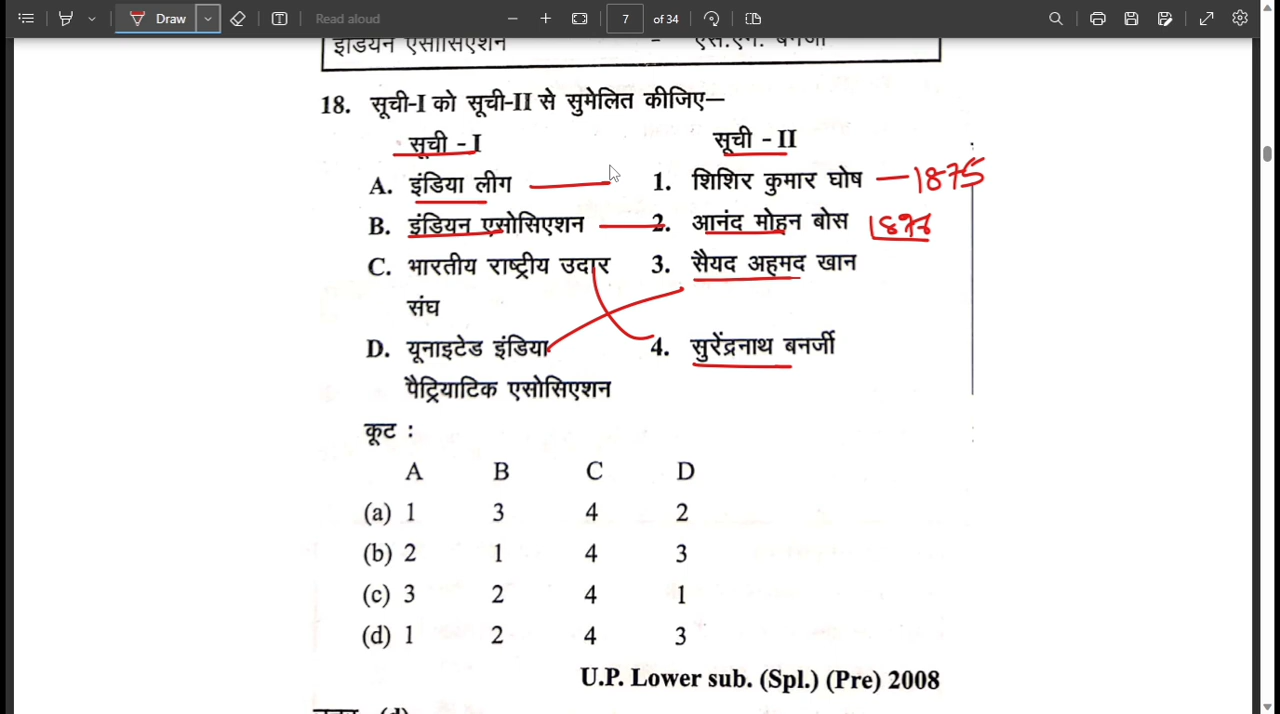 Draw
Read aloud
7 of 34
इंडियन एसोसिएशन - एस.एन. बनर्जी
18. सूची-I को सूची-II से सुमेलित कीजिए—
सूची - I सूची - II
A. इंडिया लीग 1. शिशिर कुमार घोष — 1875
B. इंडियन एसोसिएशन 2. आनंद मोहन बोस
C. भारतीय राष्ट्रीय उदार 3. सैयद अहमद खान
संघ
D. यूनाइटेड इंडिया 4. सुरेंद्रनाथ बनर्जी
पैट्रियाटिक एसोसिएशन
कूट :
A B C D
(a) 1 3 4 2
(b) 2 1 4 3
(c) 3 2 4 1
(d) 1 2 4 3
U.P. Lower sub. (Spl.) (Pre) 2008